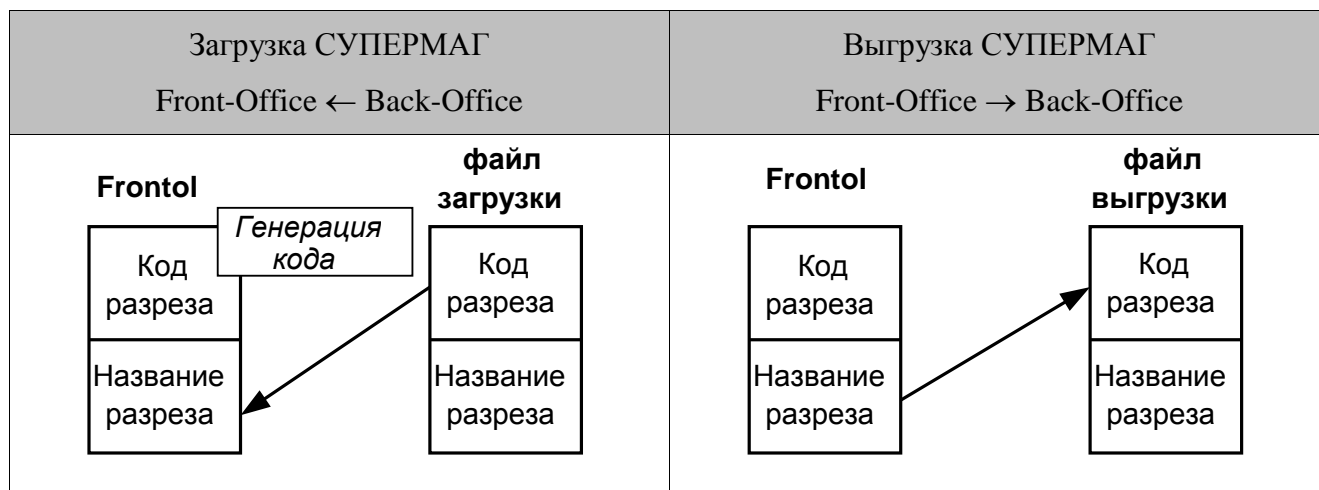 Загрузка СУПЕРМАГ
Front-Office ← Back-Office
Выгрузка СУПЕРМАГ
Front-Office → Back-Office
Frontol
файл
загрузки
Генерация
кода
Код
разреза
Название
разреза
Код
разреза
Название
разреза
Frontol
файл
выгрузки
Код
разреза
Название
разреза
Код
разреза
Название
разреза